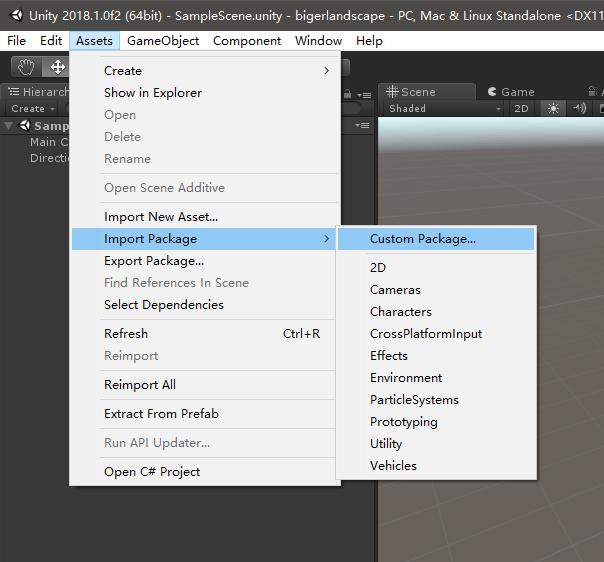 Unity 2018.1.0f2 (64bit) - SampleScene.unity - bigerlandscape - PC, Mac & Linux Standalone <DX11
File Edit Assets GameObject Component Window Help
Hierarch
Create
Samp
Main C
Directi
Create
Show in Explorer
Open
Delete
Rename
Open Scene Additive
Import New Asset...
Import Package
Export Package...
Find References In Scene
Select Dependencies
Refresh Ctrl+R
Reimport
Reimport All
Extract From Prefab
Run API Updater...
Open C# Project
Custom Package...
2D
Cameras
Characters
CrossPlatformInput
Effects
Environment
ParticleSystems
Prototyping
Utility
Vehicles
Scene Game
Shaded 2D